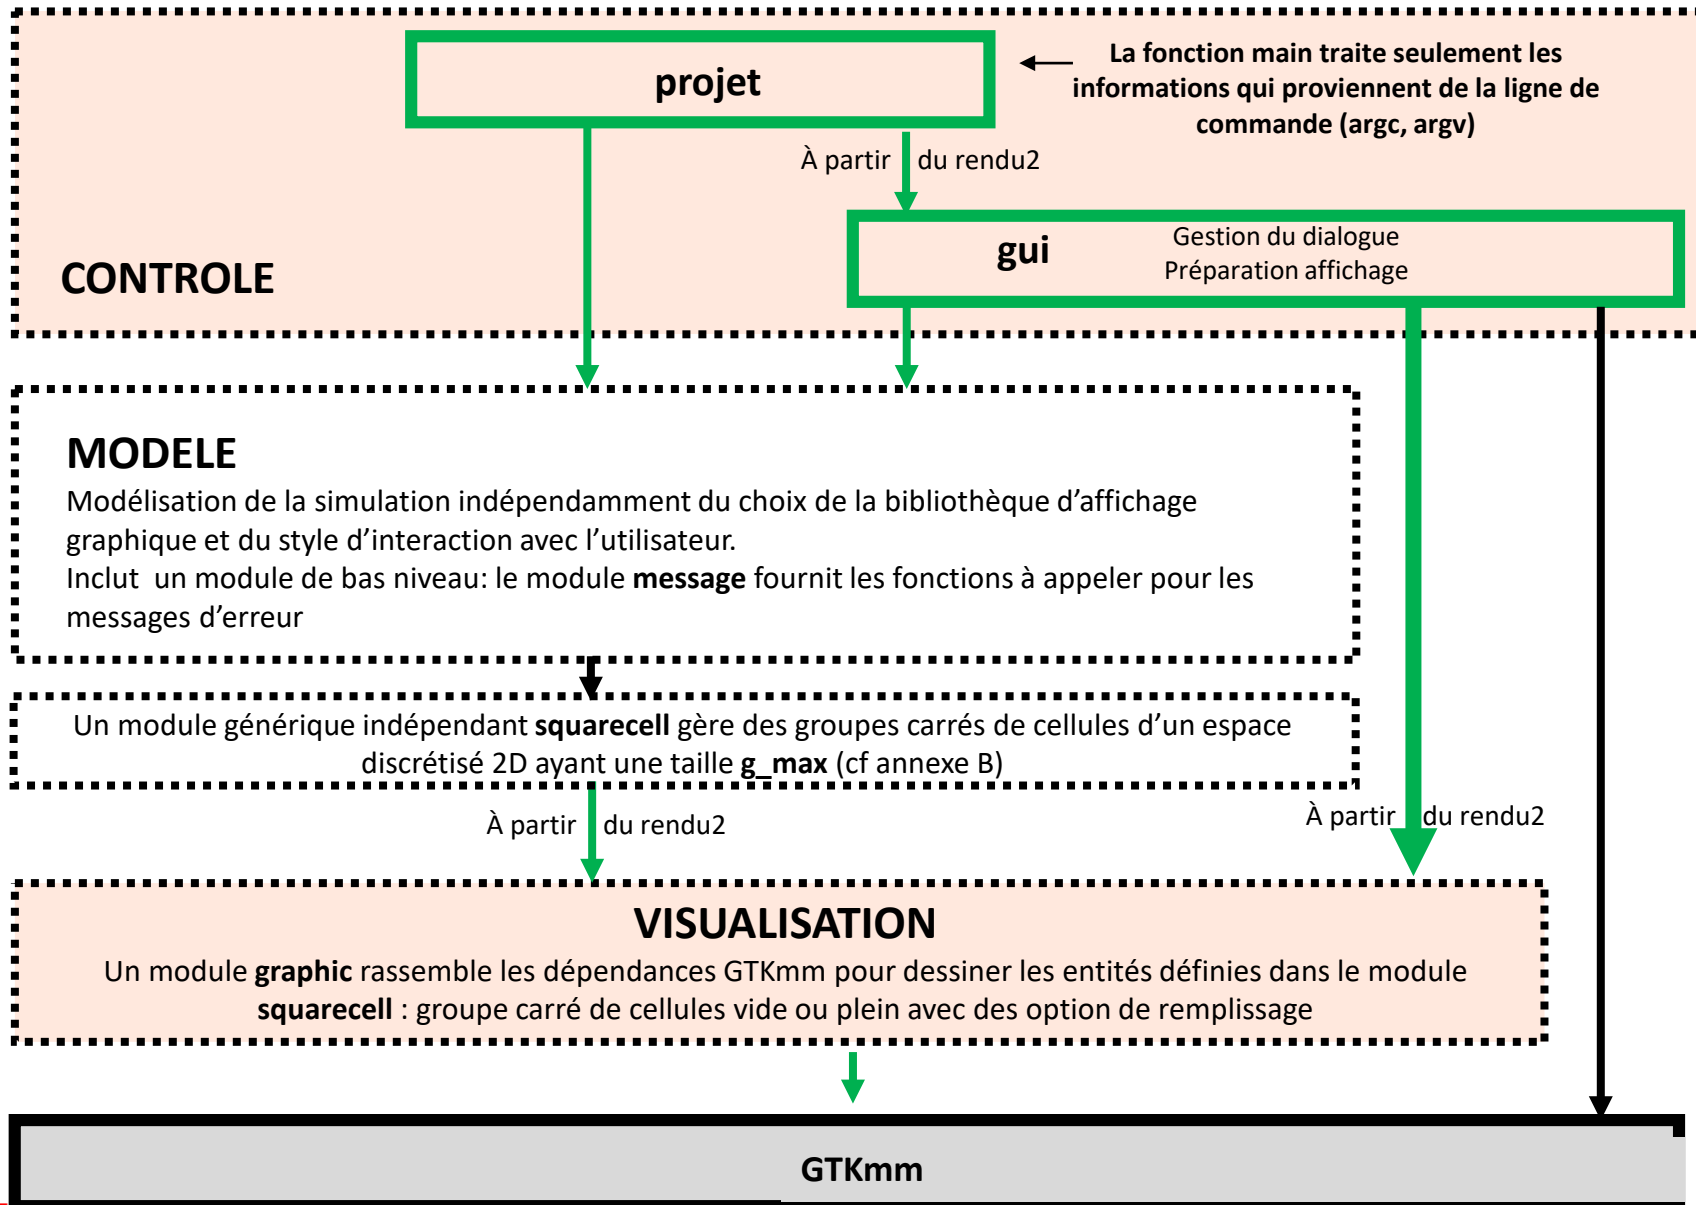 projet
La fonction main traite seulement les
informations qui proviennent de la ligne de
commande (argc, argv)
À partir du rendu2
gui
Gestion du dialogue
Préparation affichage
CONTROLE
MODELE
Modélisation de la simulation indépendamment du choix de la bibliothèque d’affichage
graphique et du style d’interaction avec l’utilisateur.
Inclut un module de bas niveau: le module message fournit les fonctions à appeler pour les
messages d’erreur
Un module générique indépendant squarecell gère des groupes carrés de cellules d’un espace
discrétisé 2D ayant une taille g_max (cf annexe B)
À partir du rendu2
À partir du rendu2
VISUALISATION
Un module graphic rassemble les dépendances GTKmm pour dessiner les entités définies dans le module
squarecell : groupe carré de cellules vide ou plein avec des option de remplissage
GTKmm